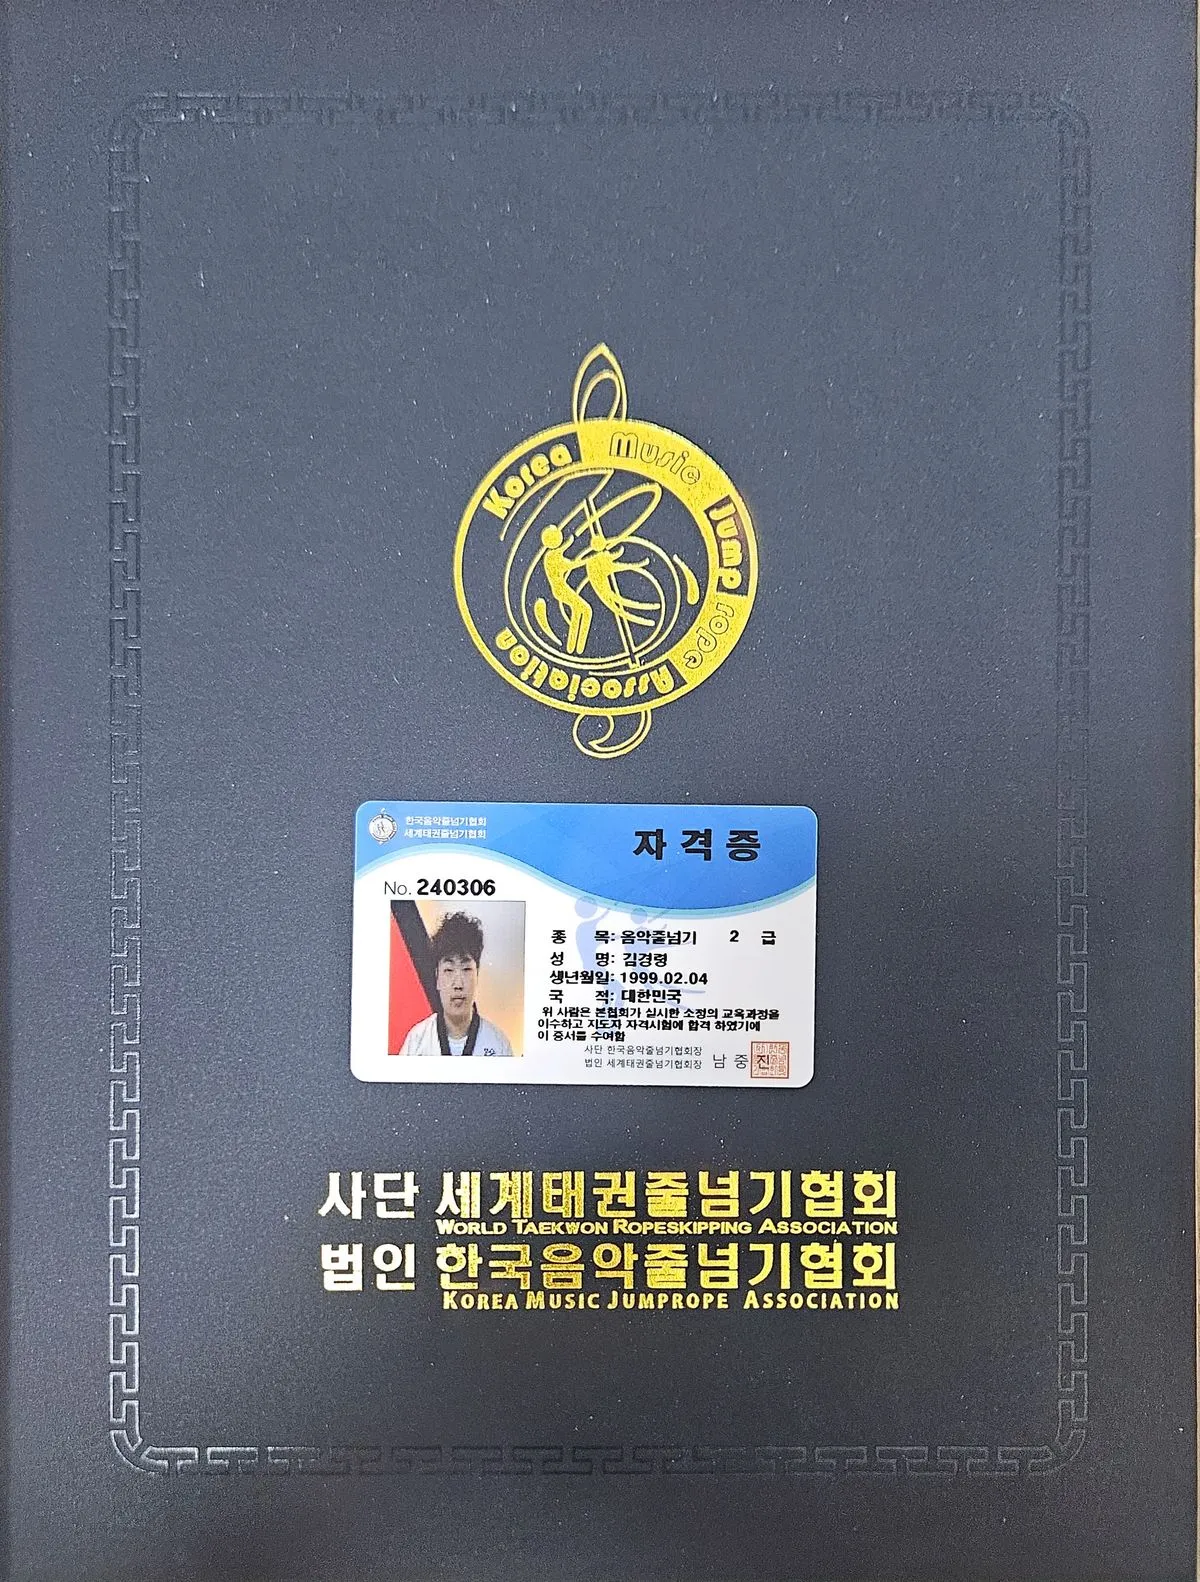 Korea Music Jump rope Association
한국음악줄넘기협회
세계태권줄넘기협회
자격증
No. 240306
종 목: 음악줄넘기 2 급
성 명: 김경령
생년월일: 1999.02.04
국 적: 대한민국
위 사람은 본협회가 실시한 소정의 교육과정을
이수하고 지도자 자격시험에 합격 하였기에
이 증서를 수여함
사단 한국음악줄넘기협회장
법인 세계태권줄넘기협회장 남 중 진
사단 세계태권줄넘기협회
WORLD TAEKWON ROPESKIPPING ASSOCIATION
법인 한국음악줄넘기협회
KOREA MUSIC JUMPROPE ASSOCIATION